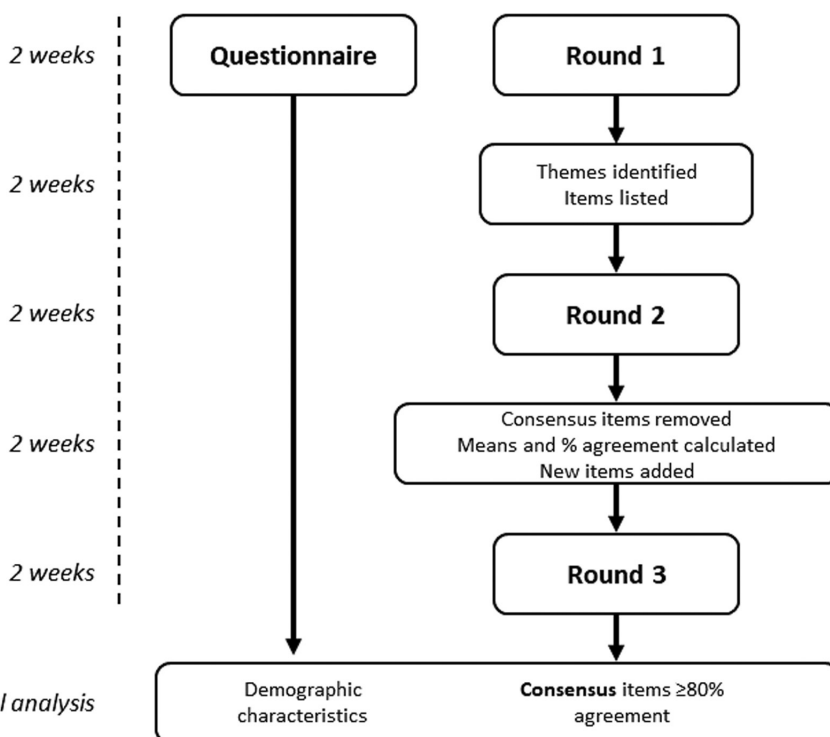 2 weeks
Questionnaire
Round 1
2 weeks
Themes identified
Items listed
2 weeks
Round 2
2 weeks
Consensus items removed
Means and % agreement calculated
New items added
2 weeks
Round 3
l analysis
Demographic
characteristics
Consensus items ≥80%
agreement